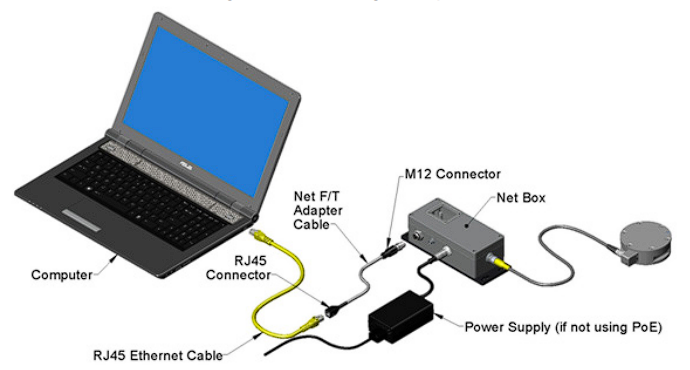 M12 Connector
Net F/T
Adapter
Cable
Net Box
RJ45
Connector
Computer
Power Supply (if not using PoE)
RJ45 Ethernet Cable
ASUS